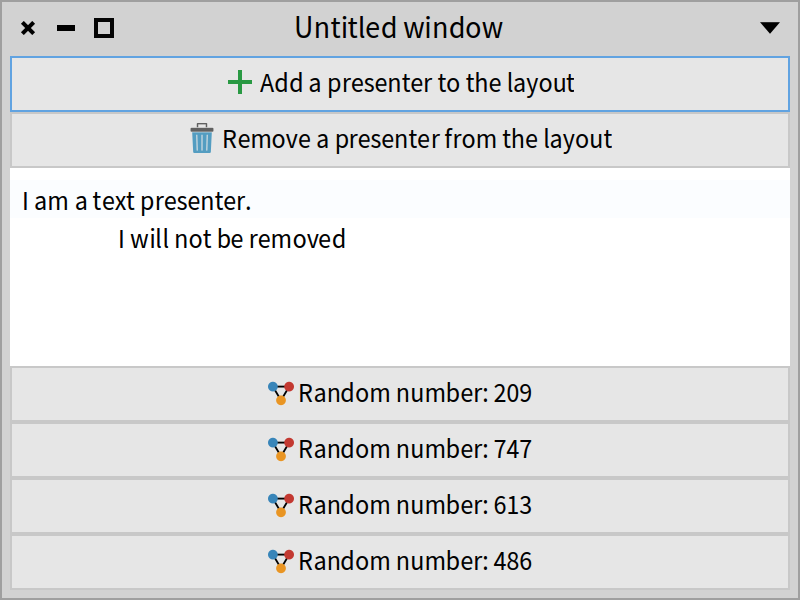 Untitled window
Add a presenter to the layout
Remove a presenter from the layout
I am a text presenter.
I will not be removed
Random number: 209
Random number: 747
Random number: 613
Random number: 486